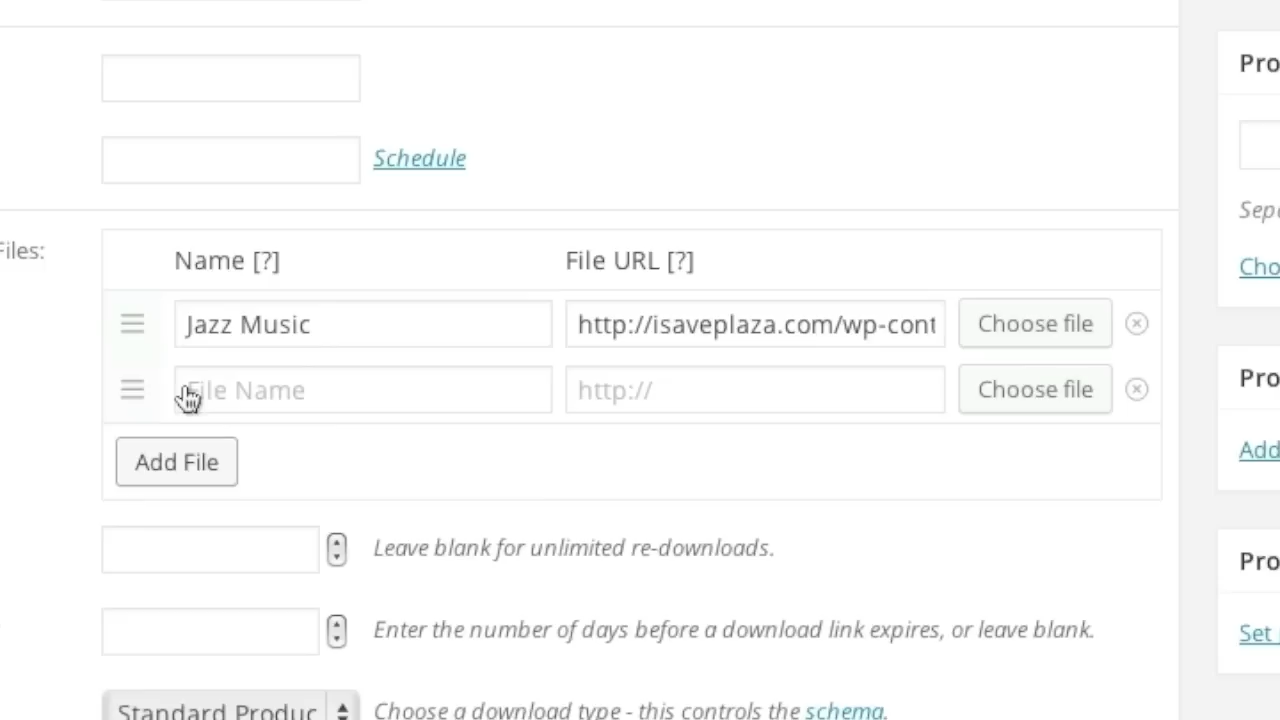 Schedule
Files:
Name [?] File URL [?]
Jazz Music http://isaveplaza.com/wp-cont Choose file
File Name http:// Choose file
Add File
Leave blank for unlimited re-downloads.
Enter the number of days before a download link expires, or leave blank.
Standard Produc Choose a download type - this controls the schema.
Pro
Sep
Cho
Pro
Add
Pro
Set